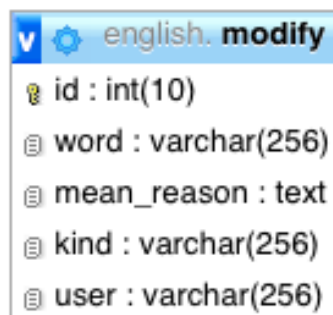 v english. modify
id : int(10)
word : varchar(256)
mean_reason : text
kind : varchar(256)
user : varchar(256)